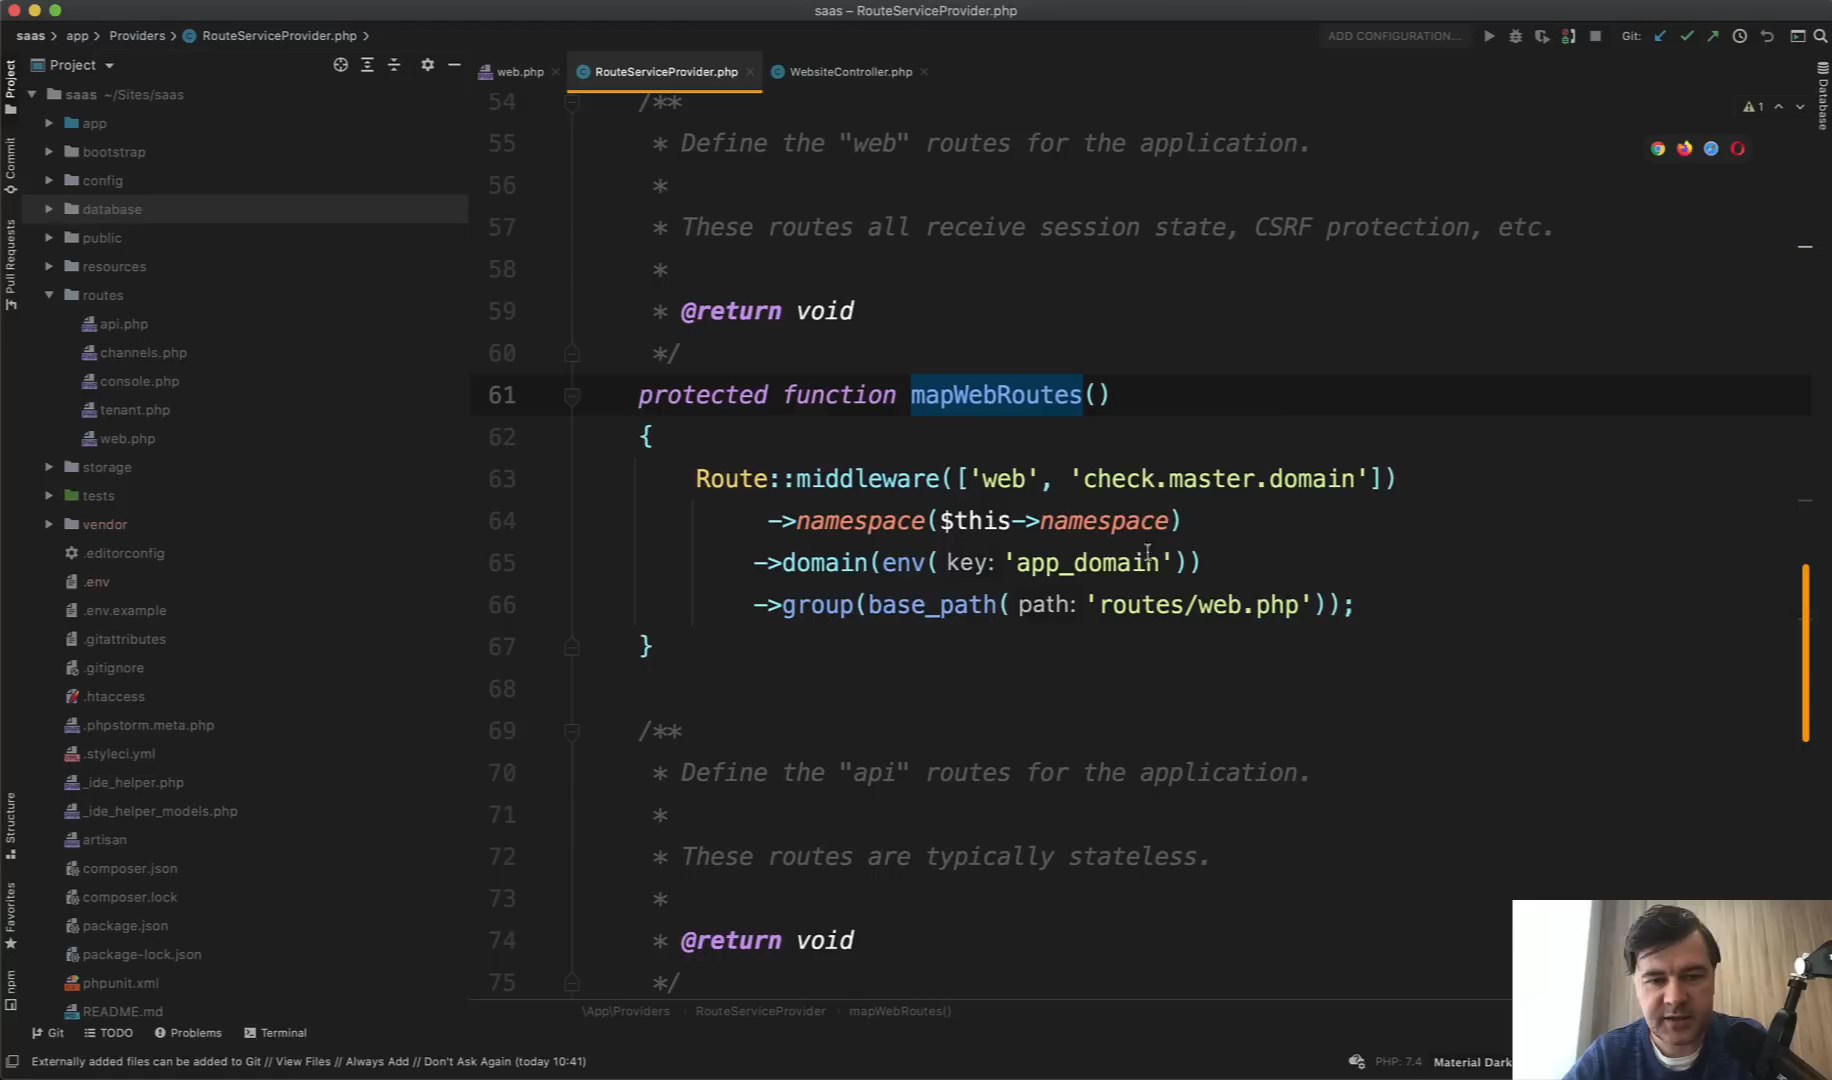 saas – RouteServiceProvider.php
saas
app
Providers
RouteServiceProvider.php
ADD CONFIGURATION...
Git:
Project
web.php
RouteServiceProvider.php
WebsiteController.php
Project
Commit
Pull Requests
Structure
Favorites
npm
Database
saas ~/Sites/saas
app
bootstrap
config
database
public
resources
routes
api.php
channels.php
console.php
tenant.php
web.php
storage
tests
vendor
.editorconfig
.env
.env.example
.gitattributes
.gitignore
.htaccess
.phpstorm.meta.php
.styleci.yml
_ide_helper.php
_ide_helper_models.php
artisan
composer.json
composer.lock
package.json
package-lock.json
phpunit.xml
README.md
1
54 /**
55 * Define the "web" routes for the application.
56 *
57 * These routes all receive session state, CSRF protection, etc.
58 *
59 * @return void
60 */
61 protected function mapWebRoutes()
62 {
63 Route::middleware(['web', 'check.master.domain'])
64 ->namespace($this->namespace)
65 ->domain(env( key: 'app_domain'))
66 ->group(base_path( path: 'routes/web.php'));
67 }
68
69 /**
70 * Define the "api" routes for the application.
71 *
72 * These routes are typically stateless.
73 *
74 * @return void
75 */
\App\Providers
RouteServiceProvider
mapWebRoutes()
Git
TODO
Problems
Terminal
Externally added files can be added to Git // View Files // Always Add // Don't Ask Again (today 10:41)
PHP: 7.4
Material Dark